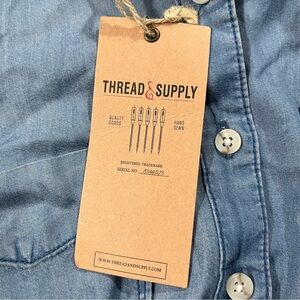 THREAD & SUPPLY
QUALITY GOODS
HAND SEWN
REGISTERED TRADEMARK
SERIAL NO.
WWW.THREADANDSUPPLY.COM